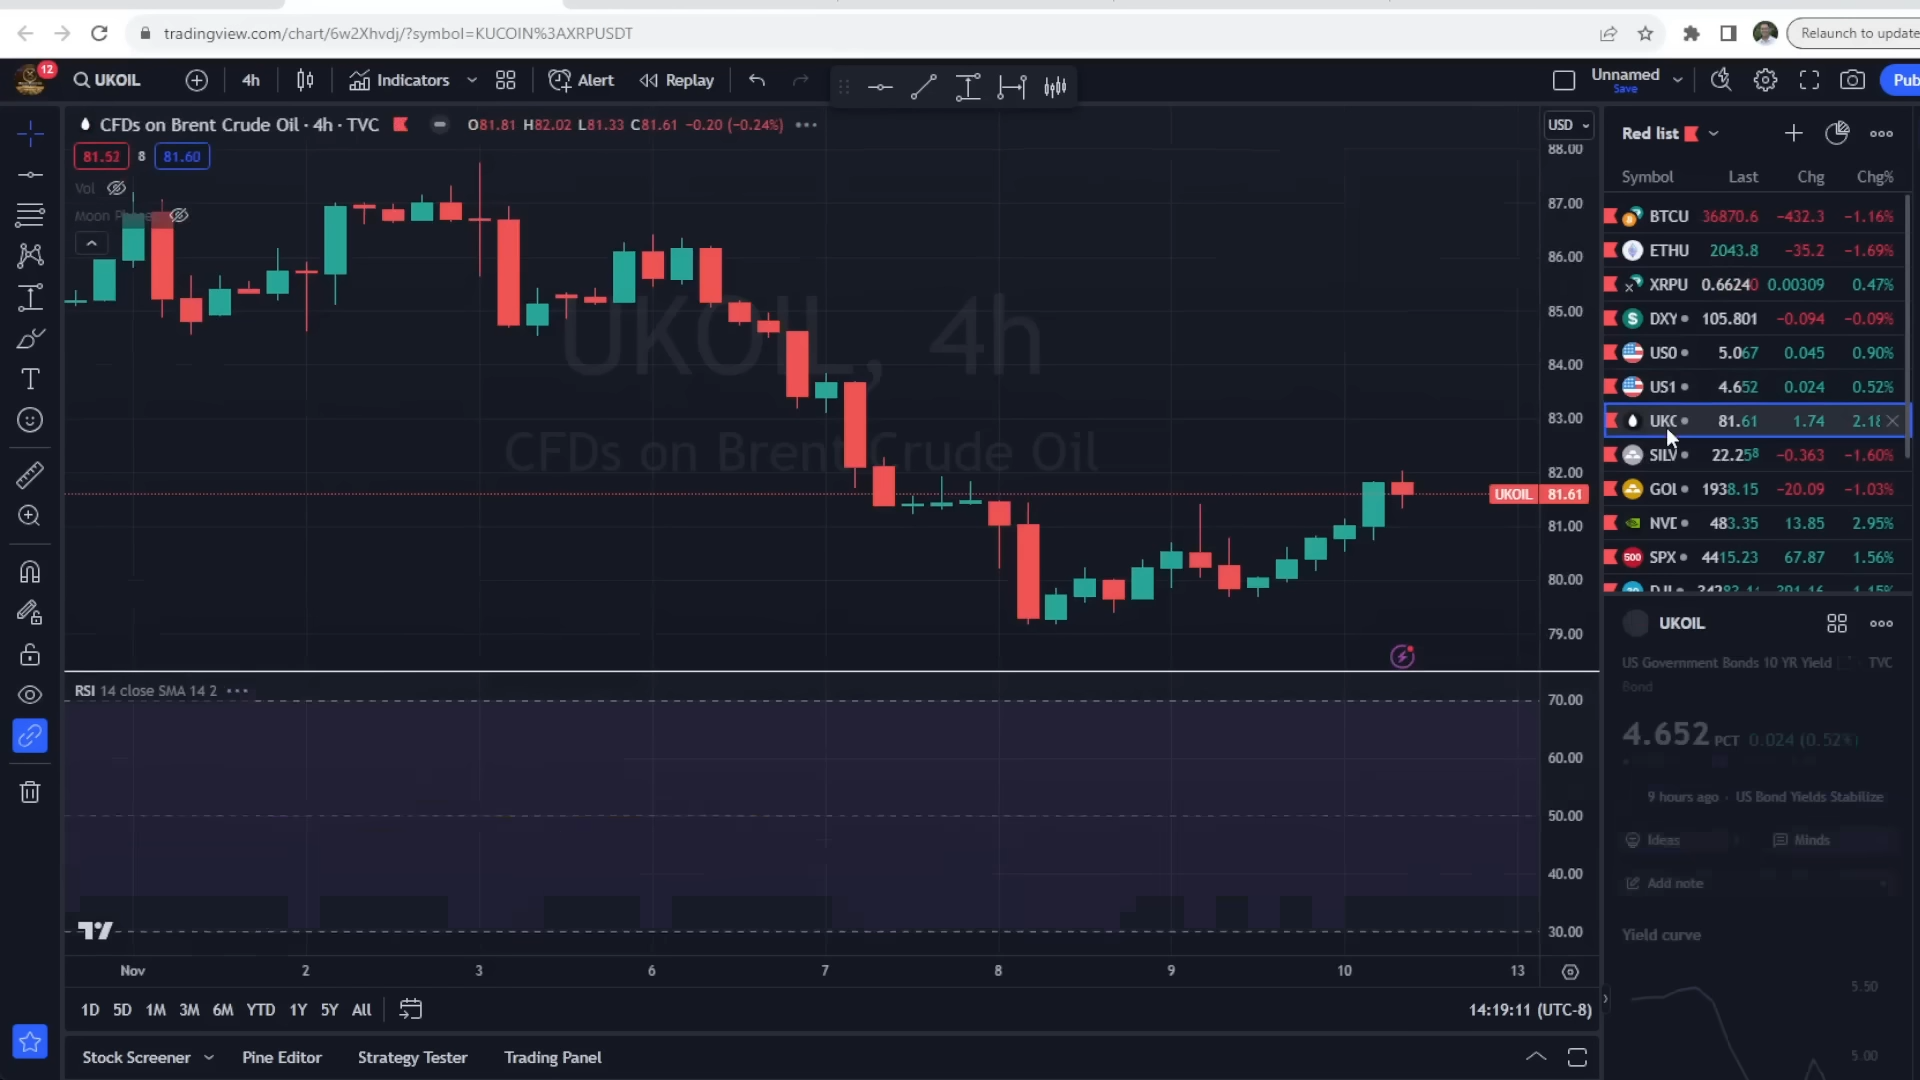 tradingview.com/chart/6w2Xhvdj/?symbol=KUCOIN%3AXRPUSDT
Relaunch to update
12
UKOIL
4h
Indicators
Alert
Replay
Unnamed
Save
Pub
CFDs on Brent Crude Oil · 4h · TVC
O81.81 H82.02 L81.33 C81.61 −0.20 (−0.24%)
USD
81.52
8
81.60
Vol
Moon Phases
UKOIL, 4h
CFDs on Brent Crude Oil
88.00
87.00
86.00
85.00
84.00
83.00
82.00
UKOIL 81.61
81.00
80.00
79.00
RSI 14 close SMA 14 2
70.00
60.00
50.00
40.00
30.00
Nov 2 3 6 7 8 9 10 13
1D 5D 1M 3M 6M YTD 1Y 5Y All
14:19:11 (UTC-8)
Stock Screener
Pine Editor
Strategy Tester
Trading Panel
Red list
Symbol Last Chg Chg%
BTCU 36870.6 −432.3 −1.16%
ETHU 2043.8 −35.2 −1.69%
XRPU 0.66240 0.00309 0.47%
DXY 105.801 −0.094 −0.09%
US0 5.067 0.045 0.90%
US1 4.652 0.024 0.52%
UKO 81.61 1.74 2.18
SILV 22.258 −0.363 −1.60%
GOL 1938.15 −20.09 −1.03%
NVD 483.35 13.85 2.95%
500 SPX 4415.23 67.87 1.56%
UKOIL
US Government Bonds 10 YR Yield
TVC
Bond
4.652 PCT 0.024 (0.52%)
9 hours ago · US Bond Yields Stabilize
Ideas
Minds
Add note
Yield curve
5.50
5.00